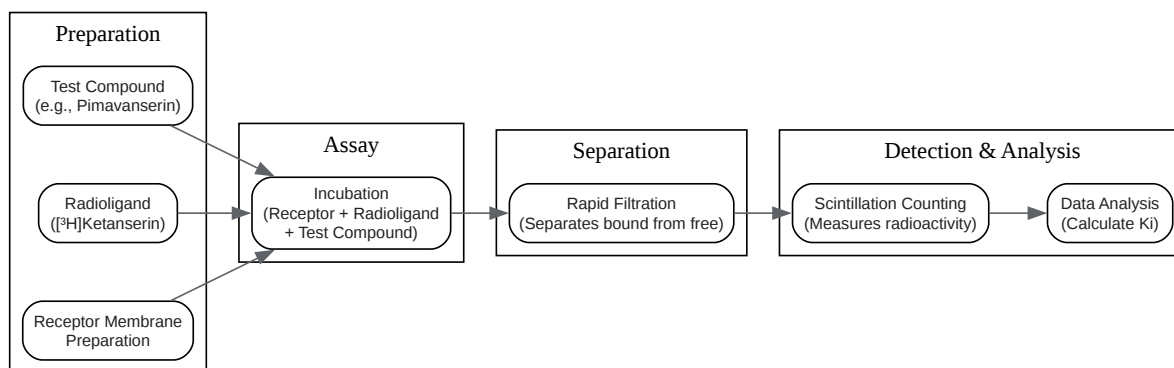 Preparation
Test Compound
(e.g., Pimavanserin)
Radioligand
([³H]Ketanserin)
Receptor Membrane
Preparation
Assay
Incubation
(Receptor + Radioligand
+ Test Compound)
Separation
Rapid Filtration
(Separates bound from free)
Detection & Analysis
Scintillation Counting
(Measures radioactivity)
Data Analysis
(Calculate Ki)